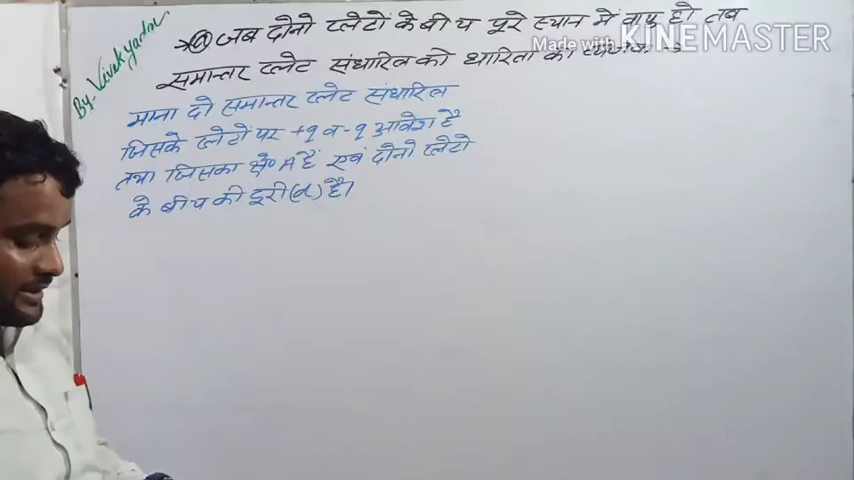 →(i) जब दोनो प्लेटों के बीच पूरे स्थान में वायु हो तब
समान्तर प्लेट संधारित्र की धारिता का व्यंजक →
Made with KINEMASTER
By- Vivek yadav
माना दो समान्तर प्लेट संधारित्र
जिसके प्लेटो पर +q व -q आवेश है
तथा जिसका क्षे० A है एवं दोनो प्लेटो
के बीच की दूरी (d) है।